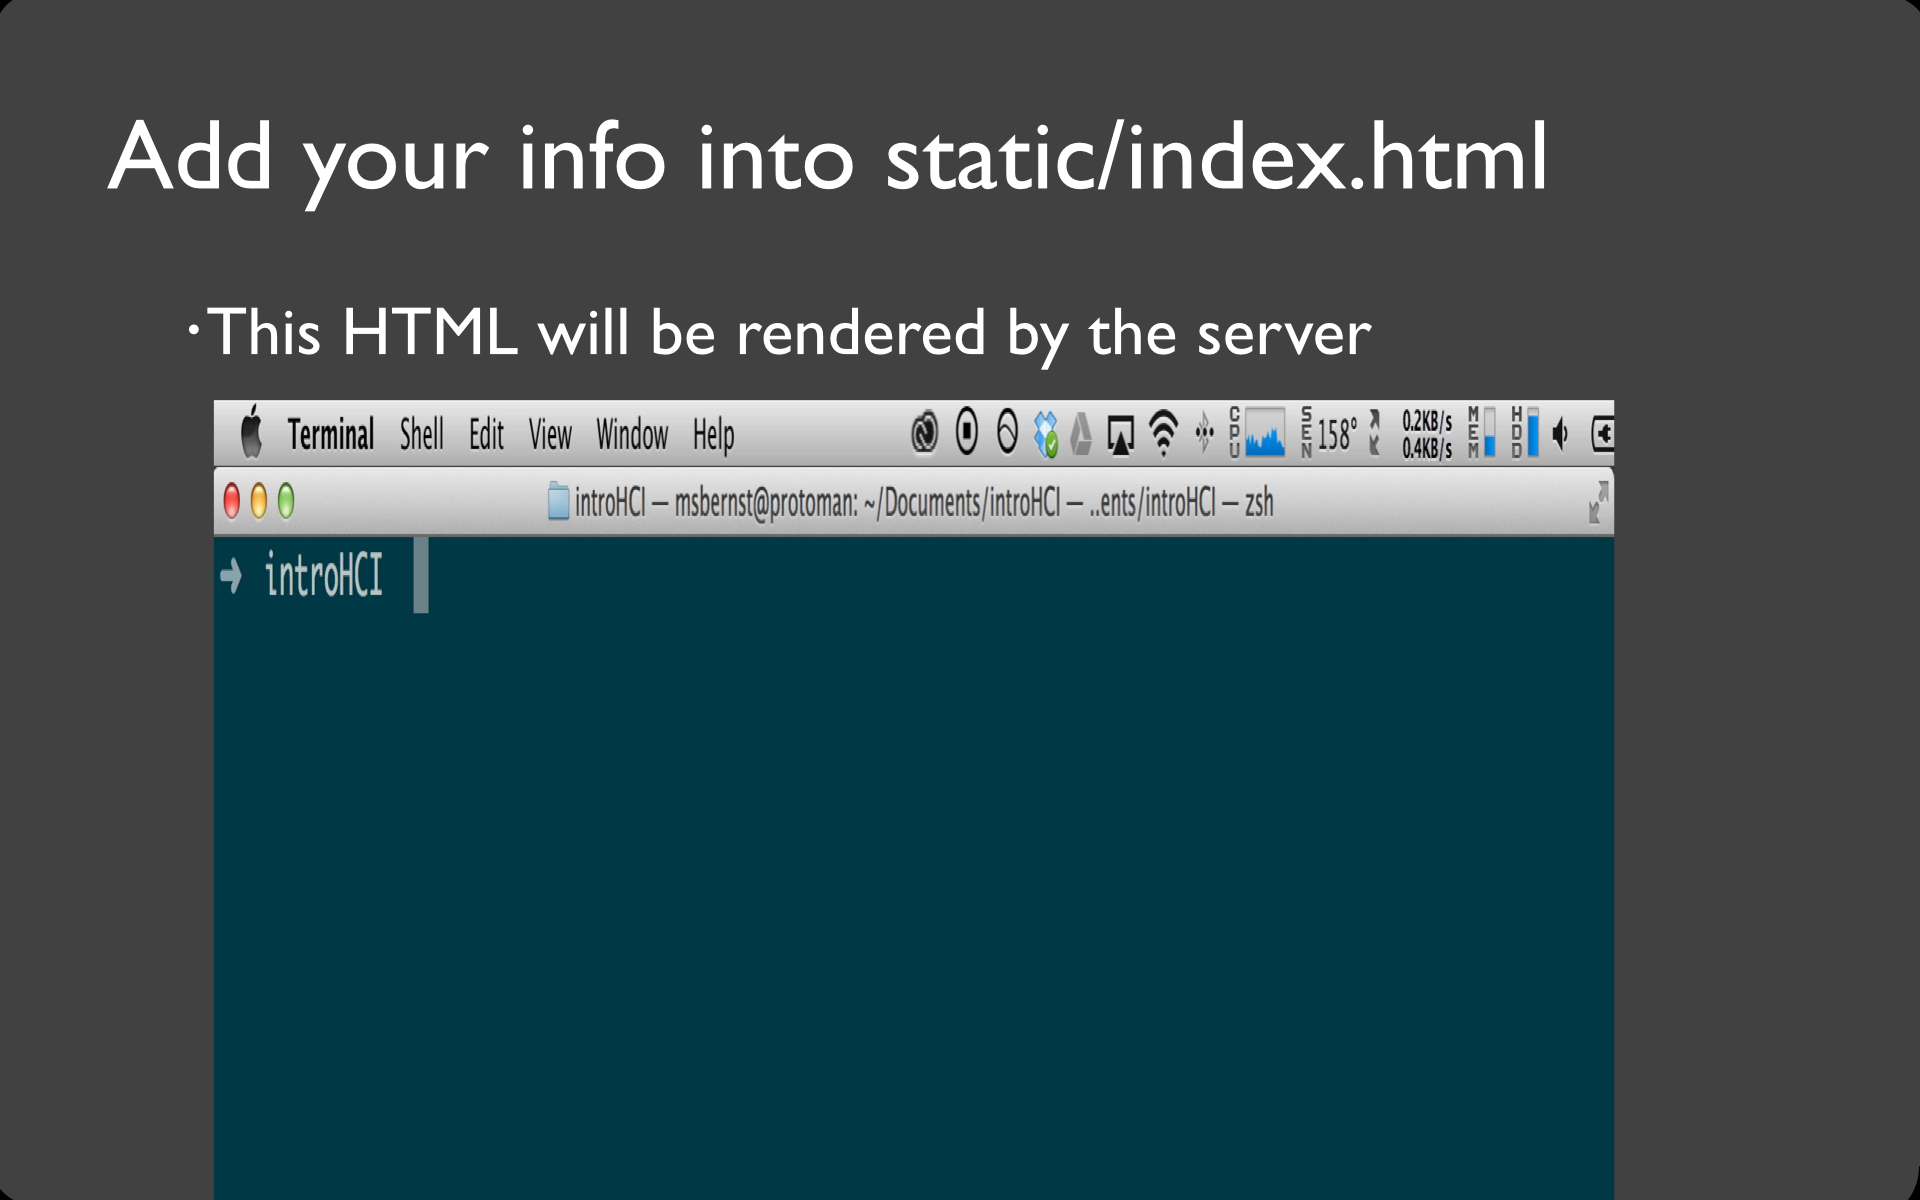 Add your info into static/index.html
• This HTML will be rendered by the server
Terminal Shell Edit View Window Help CPU SEN 158° 0.2KB/s 0.4KB/s MEM HDD
introHCI — msbernst@protoman: ~/Documents/introHCI — ..ents/introHCI — zsh
➜ introHCI